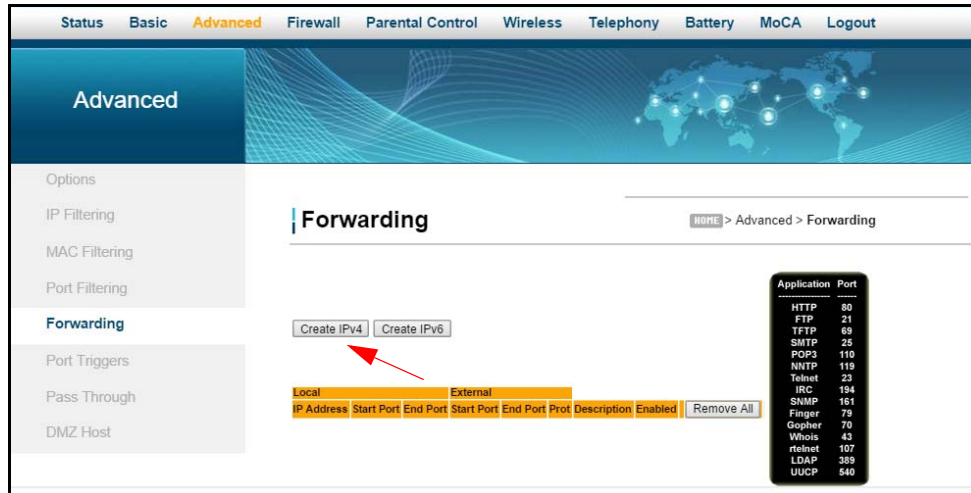 Status Basic Advanced Firewall Parental Control Wireless Telephony Battery MoCA Logout
Advanced
Options
IP Filtering
MAC Filtering
Port Filtering
Forwarding
Port Triggers
Pass Through
DMZ Host
Forwarding
HOME > Advanced > Forwarding
Create IPv4 Create IPv6
Local External
IP Address Start Port End Port Start Port End Port Prot Description Enabled Remove All
Application Port
--------------- ------
HTTP 80
FTP 21
TFTP 69
SMTP 25
POP3 110
NNTP 119
Telnet 23
IRC 194
SNMP 161
Finger 79
Gopher 70
Whois 43
rtelnet 107
LDAP 389
UUCP 540